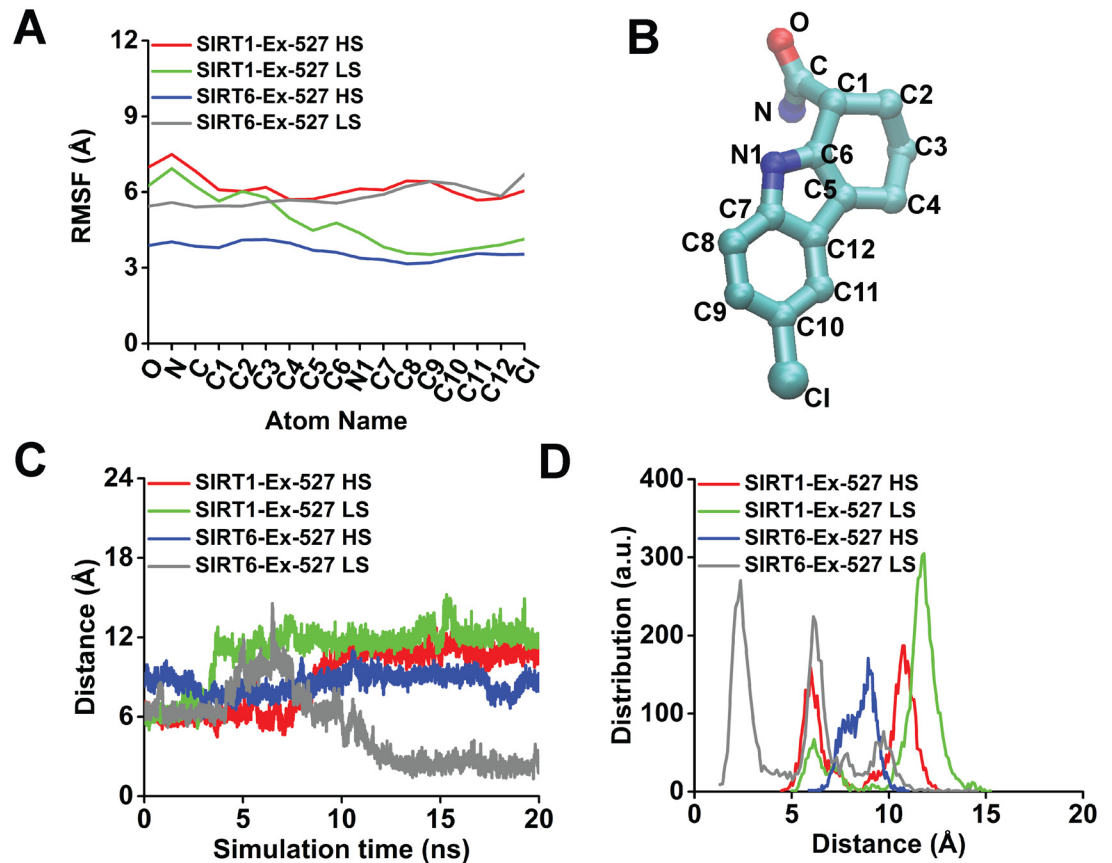 A
12
9
6
3
0
RMSF (Å)
SIRT1-Ex-527 HS
SIRT1-Ex-527 LS
SIRT6-Ex-527 HS
SIRT6-Ex-527 LS
O N C C1 C2 C3 C4 C5 C6 N1 C7 C8 C9 C10 C11 C12 Cl
Atom Name
B
O
C
C1
C2
N
N1
C6
C3
C5
C7
C4
C8
C12
C9
C11
C10
Cl
C
24
18
12
6
0
Distance (Å)
SIRT1-Ex-527 HS
SIRT1-Ex-527 LS
SIRT6-Ex-527 HS
SIRT6-Ex-527 LS
0 5 10 15 20
Simulation time (ns)
D
400
300
200
100
0
Distribution (a.u.)
SIRT1-Ex-527 HS
SIRT1-Ex-527 LS
SIRT6-Ex-527 HS
SIRT6-Ex-527 LS
0 5 10 15 20
Distance (Å)